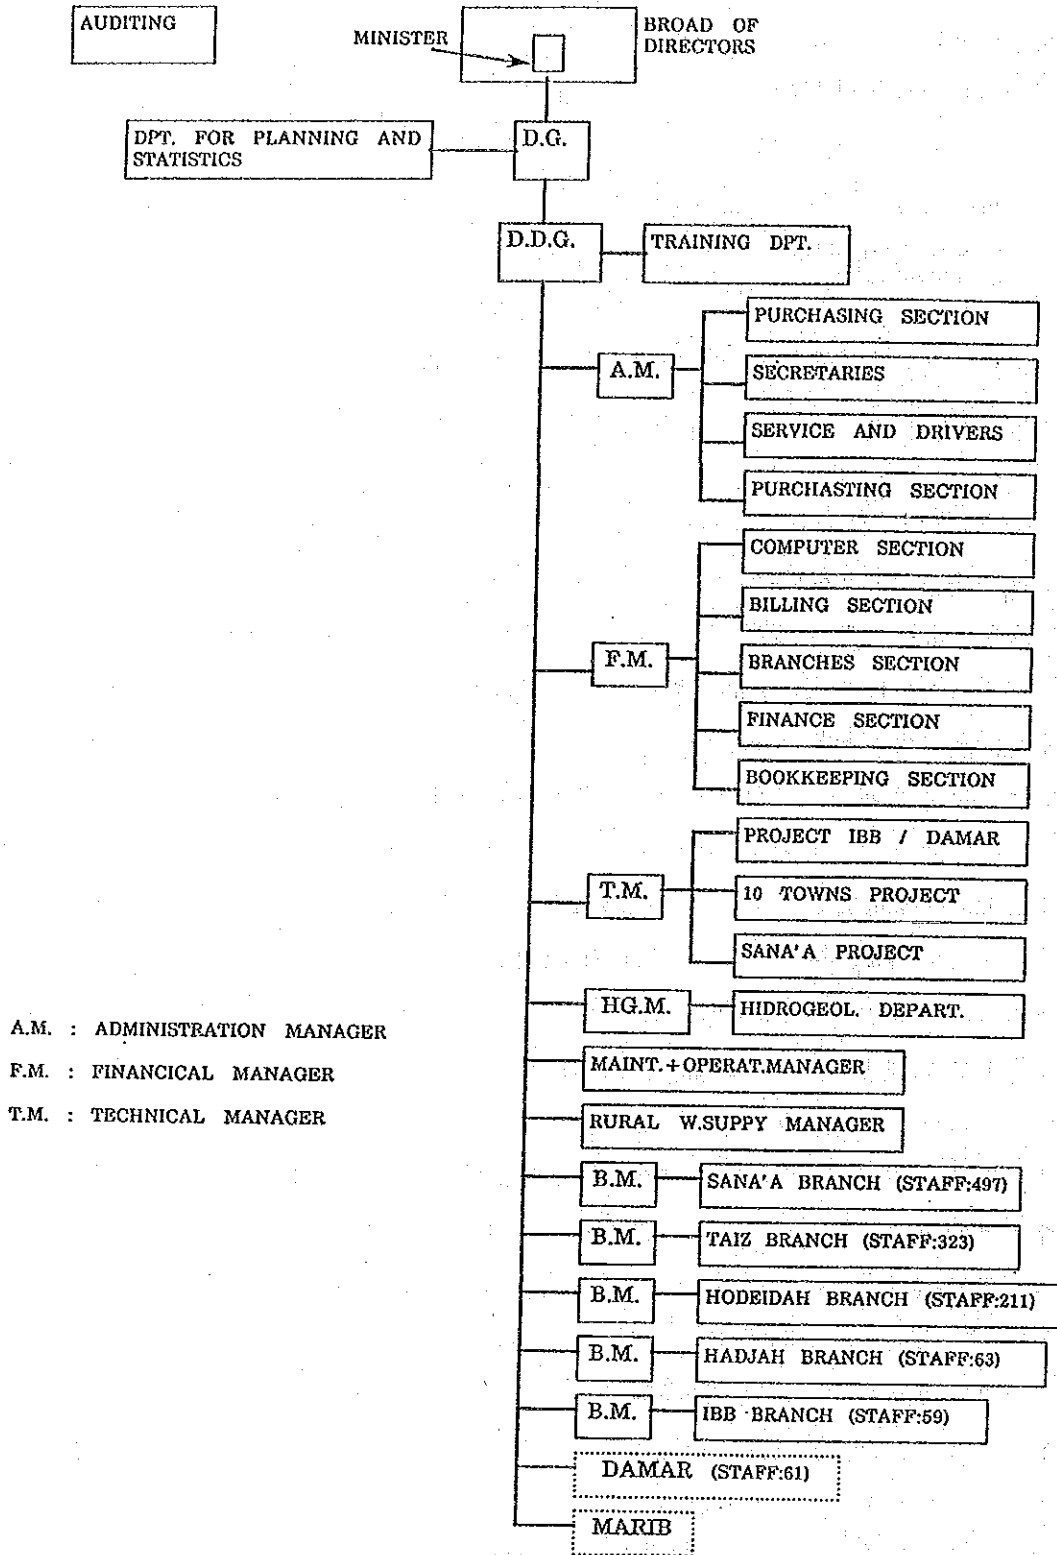 AUDITING
MINISTER
BROAD OF
DIRECTORS
DPT. FOR PLANNING AND
STATISTICS
D.G.
D.D.G.
TRAINING DPT.
PURCHASING SECTION
A.M.
SECRETARIES
SERVICE AND DRIVERS
PURCHASTING SECTION
COMPUTER SECTION
BILLING SECTION
F.M.
BRANCHES SECTION
FINANCE SECTION
BOOKKEEPING SECTION
PROJECT IBB / DAMAR
T.M.
10 TOWNS PROJECT
SANA'A PROJECT
HG.M.
HIDROGEOL. DEPART.
A.M. : ADMINISTRATION MANAGER
F.M. : FINANCICAL MANAGER
T.M. : TECHNICAL MANAGER
MAINT.+OPERAT.MANAGER
RURAL W.SUPPY MANAGER
B.M.
SANA'A BRANCH (STAFF:497)
B.M.
TAIZ BRANCH (STAFF:323)
B.M.
HODEIDAH BRANCH (STAFF:211)
B.M.
HADJAH BRANCH (STAFF:63)
B.M.
IBB BRANCH (STAFF:59)
DAMAR (STAFF:61)
MARIB